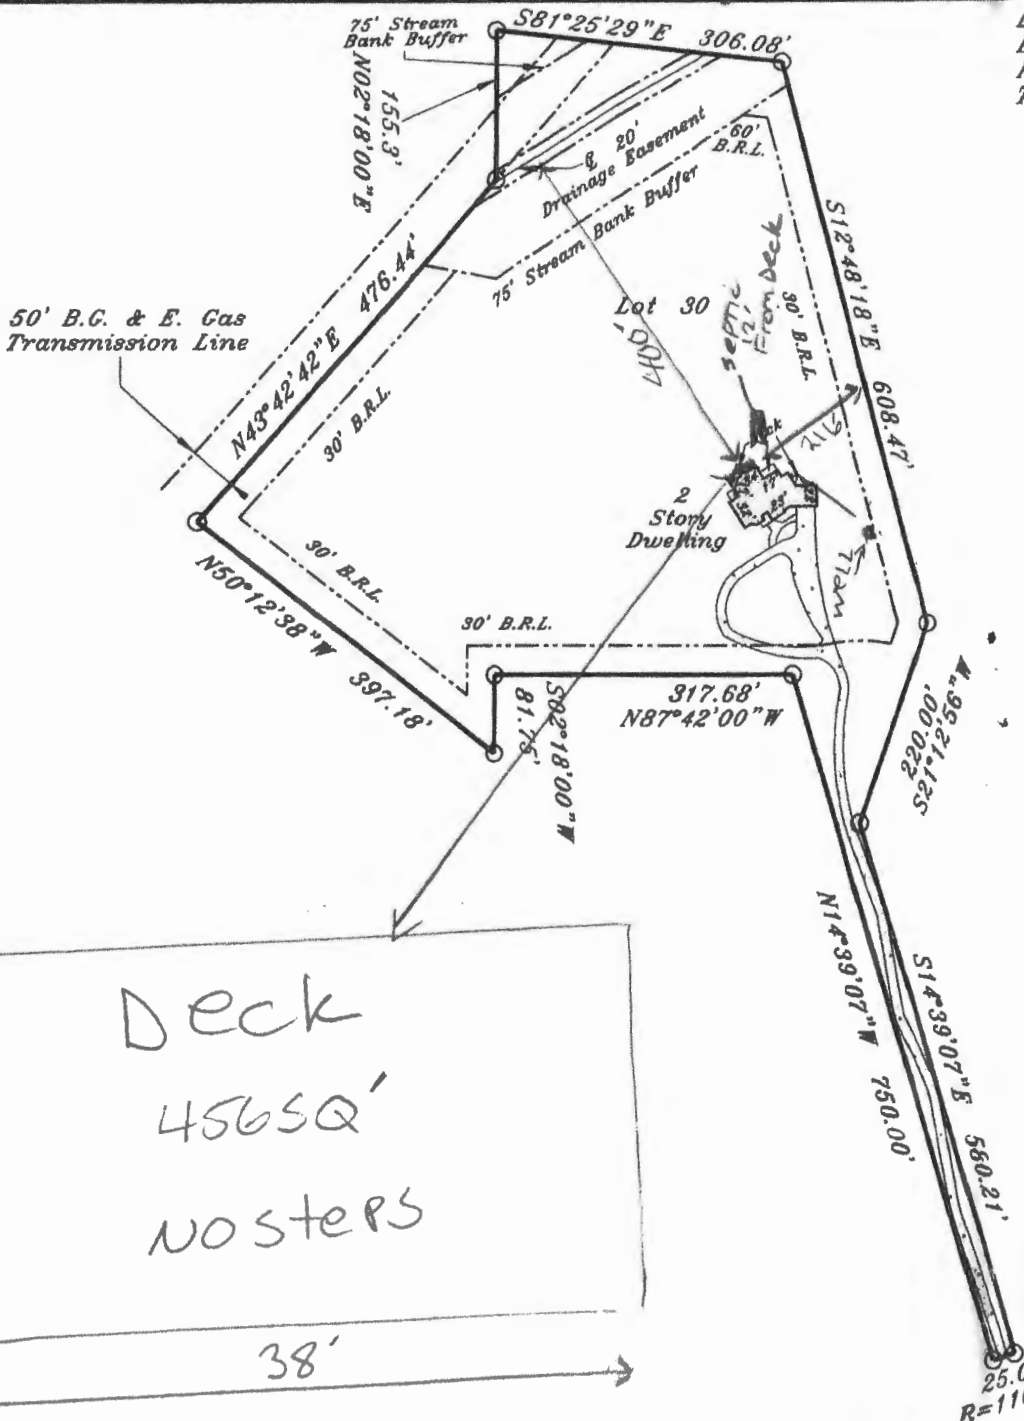 75' Stream
Bank Buffer
S81°25'29"E 306.08'
155.3'
N02°18'00"E
℄ 20'
Drainage Easement
60'
B.R.L.
75' Stream Bank Buffer
S12°48'18"E 608.47'
N43°42'42"E 476.44'
50' B.G. & E. Gas
Transmission Line
Lot 30
Septic
12'
From Deck
30' B.R.L.
400'
30' B.R.L.
216
2
Story
Dwelling
well
30' B.R.L.
N50°12'38"W 397.18'
30' B.R.L.
317.68'
N87°42'00"W
S02°18'00"W
81.75'
220.00'
S21°12'56"W
N14°39'07"W 750.00'
S14°39'07"E 580.21'
Deck
456SQ'
NO steps
38'